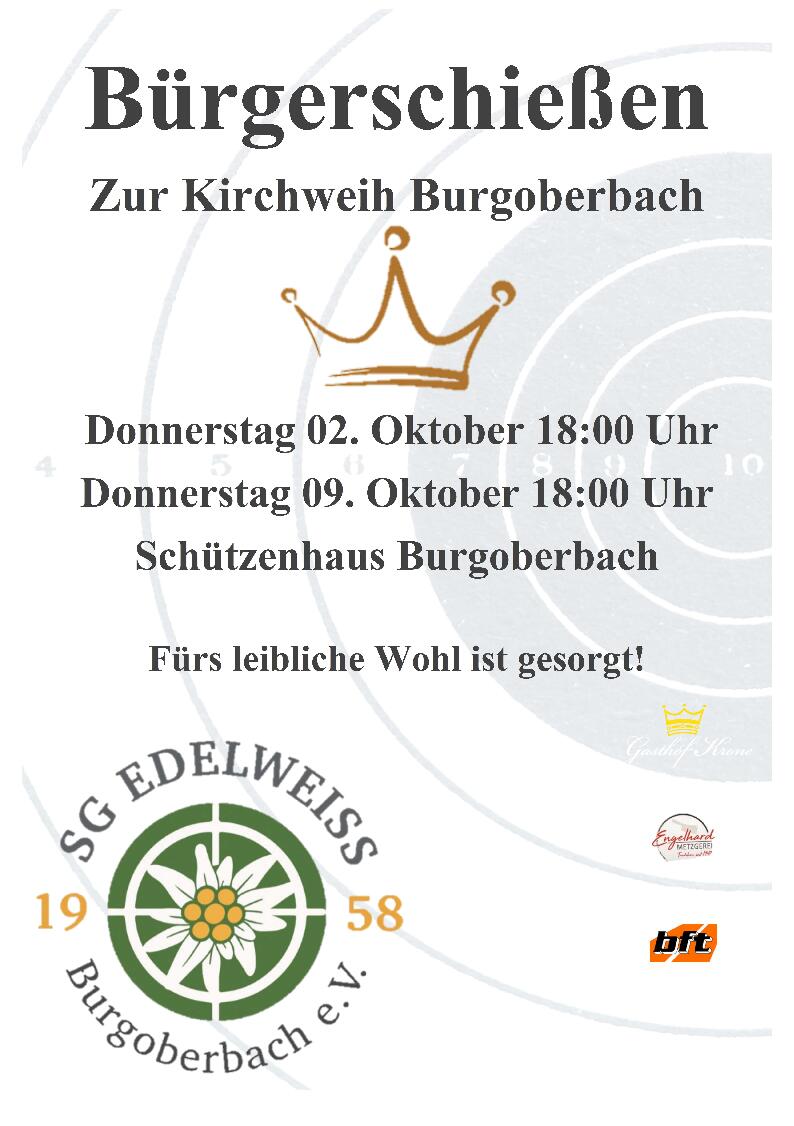 Bürgerschießen
Zur Kirchweih Burgoberbach
Donnerstag 02. Oktober 18:00 Uhr
4 5 6 7 8 9 10
Donnerstag 09. Oktober 18:00 Uhr
Schützenhaus Burgoberbach
Fürs leibliche Wohl ist gesorgt!
Gasthof Krone
SG EDELWEISS
19 58
Burgoberbach e.V.
Engelhard
METZGEREI
bft